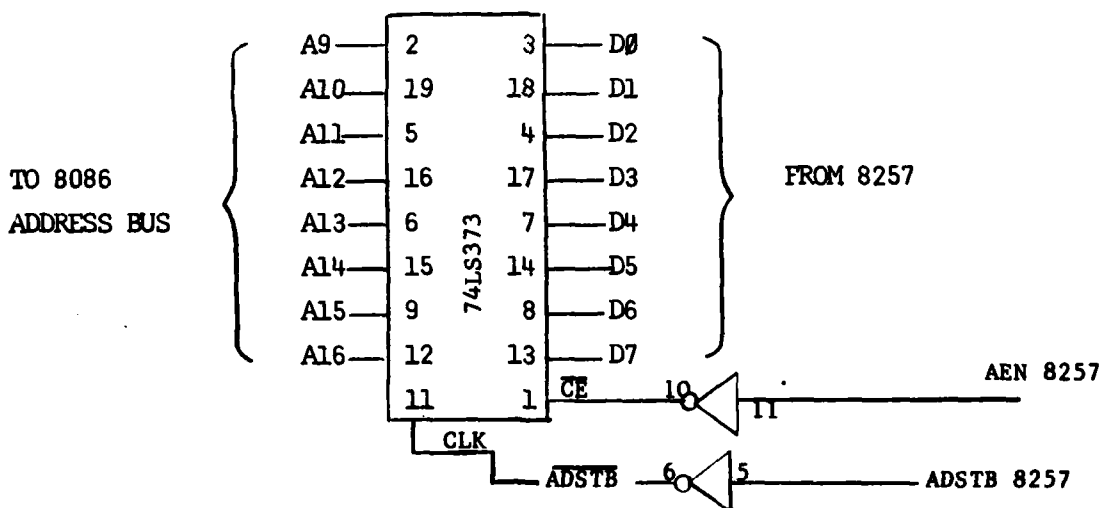 A9 2 3 DØ
A10 19 18 D1
A11 5 4 D2
TO 8086 A12 16 17 D3 FROM 8257
ADDRESS BUS A13 6 7 D4
74LS373
A14 15 14 D5
A15 9 8 D6
A16 12 13 D7
11 1 CE 10 11 AEN 8257
CLK
ADSTB 6 5 ADSTB 8257